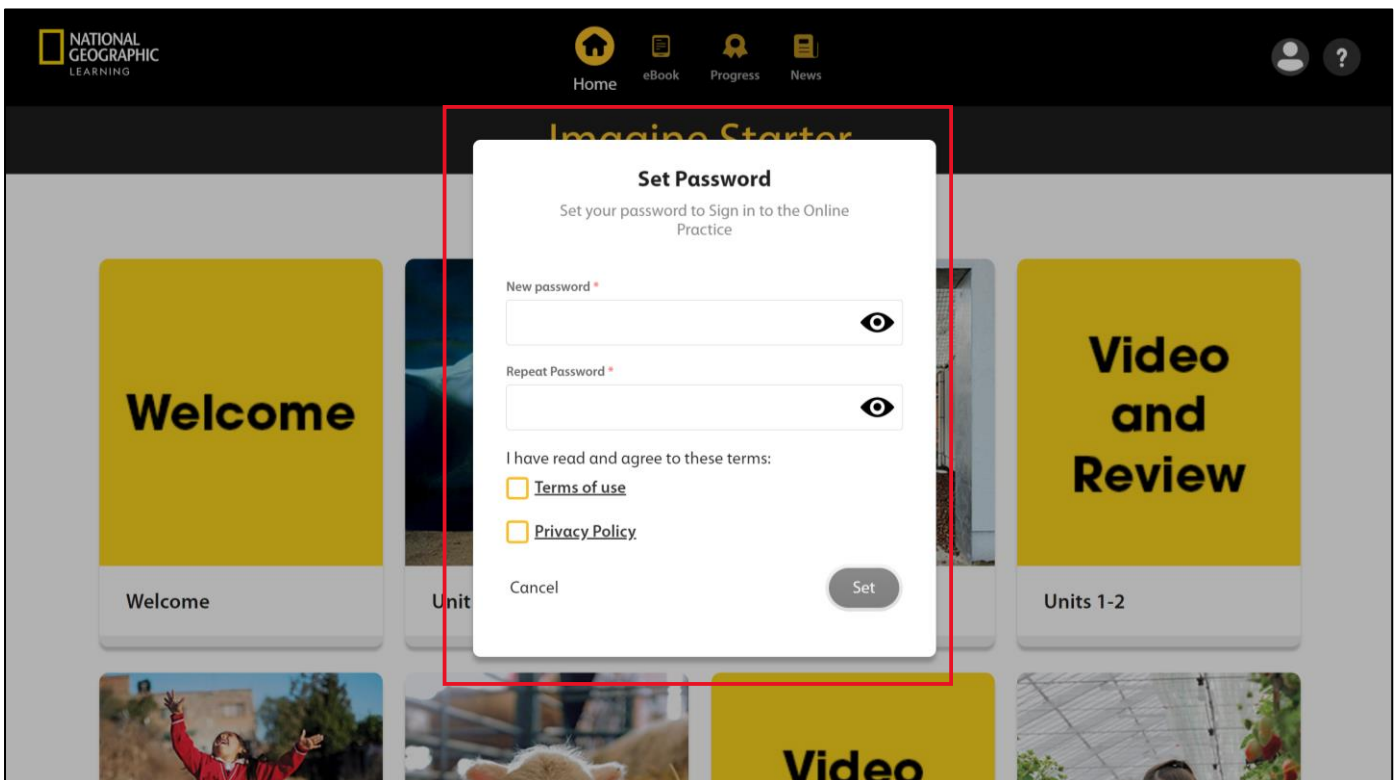 NATIONAL
GEOGRAPHIC
LEARNING
Home
eBook
Progress
News
?
Imagine Starter
Set Password
Set your password to Sign in to the Online
Practice
New password *
Repeat Password *
I have read and agree to these terms:
Terms of use
Privacy Policy
Cancel
Set
Welcome
Video
and
Review
Welcome
Unit
Units 1-2
Video